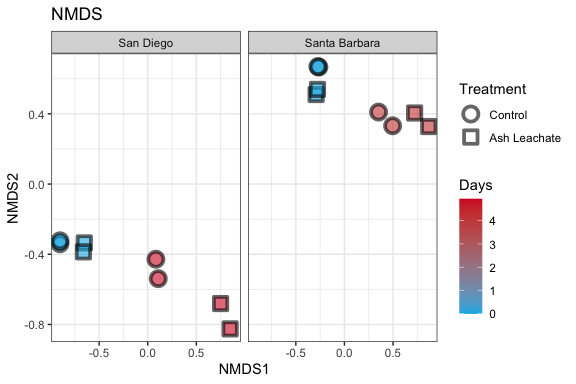 NMDS
San Diego
Santa Barbara
NMDS2
0.4
0.0
-0.4
-0.8
-0.5
0.0
0.5
-0.5
0.0
0.5
NMDS1
Treatment
Control
Ash Leachate
Days
4
3
2
1
0